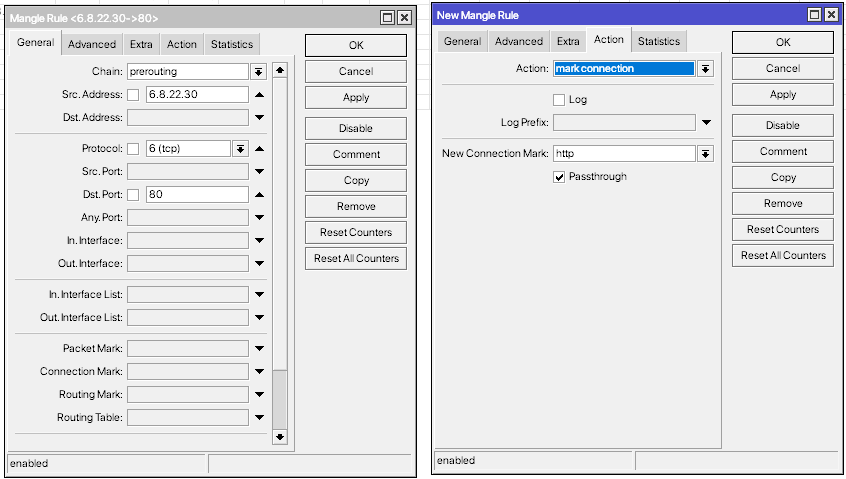 Mangle Rule <6.8.22.30->80>
General
Advanced
Extra
Action
Statistics
Chain: prerouting
Src. Address: 6.8.22.30
Dst. Address:
Protocol: 6 (tcp)
Src. Port:
Dst. Port: 80
Any. Port:
In. Interface:
Out. Interface:
In. Interface List:
Out. Interface List:
Packet Mark:
Connection Mark:
Routing Mark:
Routing Table:
OK
Cancel
Apply
Disable
Comment
Copy
Remove
Reset Counters
Reset All Counters
enabled
New Mangle Rule
General
Advanced
Extra
Action
Statistics
Action: mark connection
Log
Log Prefix:
New Connection Mark: http
Passthrough
OK
Cancel
Apply
Disable
Comment
Copy
Remove
Reset Counters
Reset All Counters
enabled